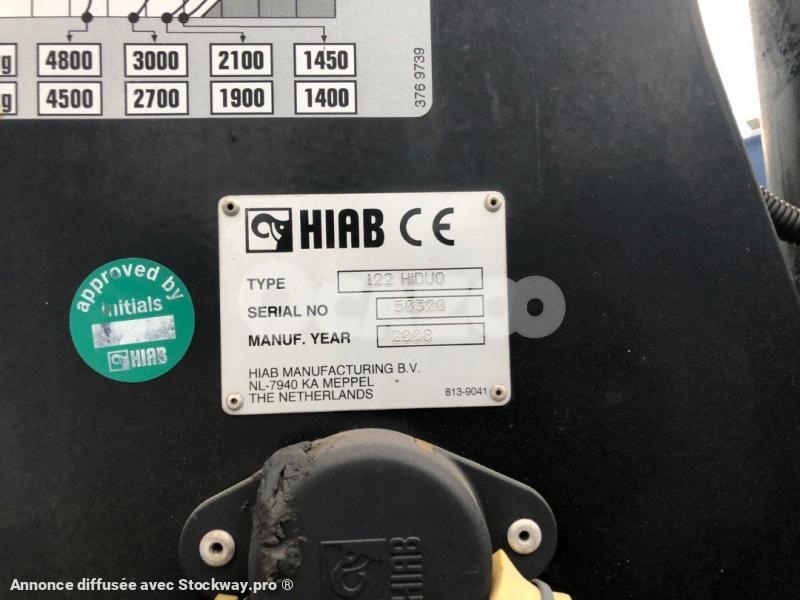 g 4800 3000 2100 1450
g 4500 2700 1900 1400
376 9739
HIAB CE
TYPE 122 HIDUO
SERIAL NO 50320
MANUF. YEAR 2008
HIAB MANUFACTURING B.V.
NL-7940 KA MEPPEL
THE NETHERLANDS
813-9041
approved by
initials
HIAB
HIAB
Annonce diffusée avec Stockway.pro ®